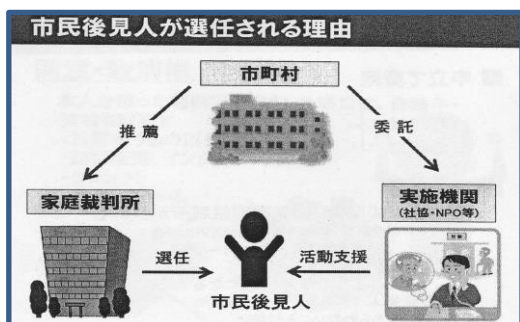 市民後見人が選任される理由
市町村
推薦
委託
家庭裁判所
実施機関
(社協・NPO等)
選任
活動支援
市民後見人